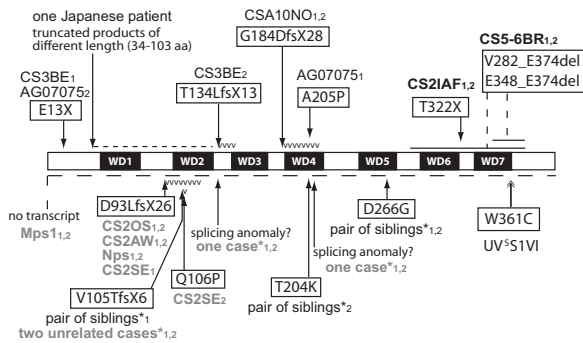 one Japanese patient
truncated products
of different length (34-103 aa)
CS3BE1
AG070752
E13X
CS3BE2
T134LfsX13
CSA10NO1,2
G184DfsX28
AG070751
A205P
CS2IAF1,2
T322X
CS5-6BR1,2
V282_E374del
E348_E374del
WD1 WD2 WD3 WD4 WD5 WD6 WD7
no transcript
Mps11,2
D93LfsX26
CS2OS1,2
CS2AW1,2
Nps1,2
CS2SE1
V105TfsX6
pair of siblings*1
two unrelated cases*1,2
Q106P
CS2SE2
splicing anomaly?
one case*1,2
T204K
pair of siblings*2
splicing anomaly?
one case*1,2
D266G
pair of siblings*1,2
W361C
UVSS1VI